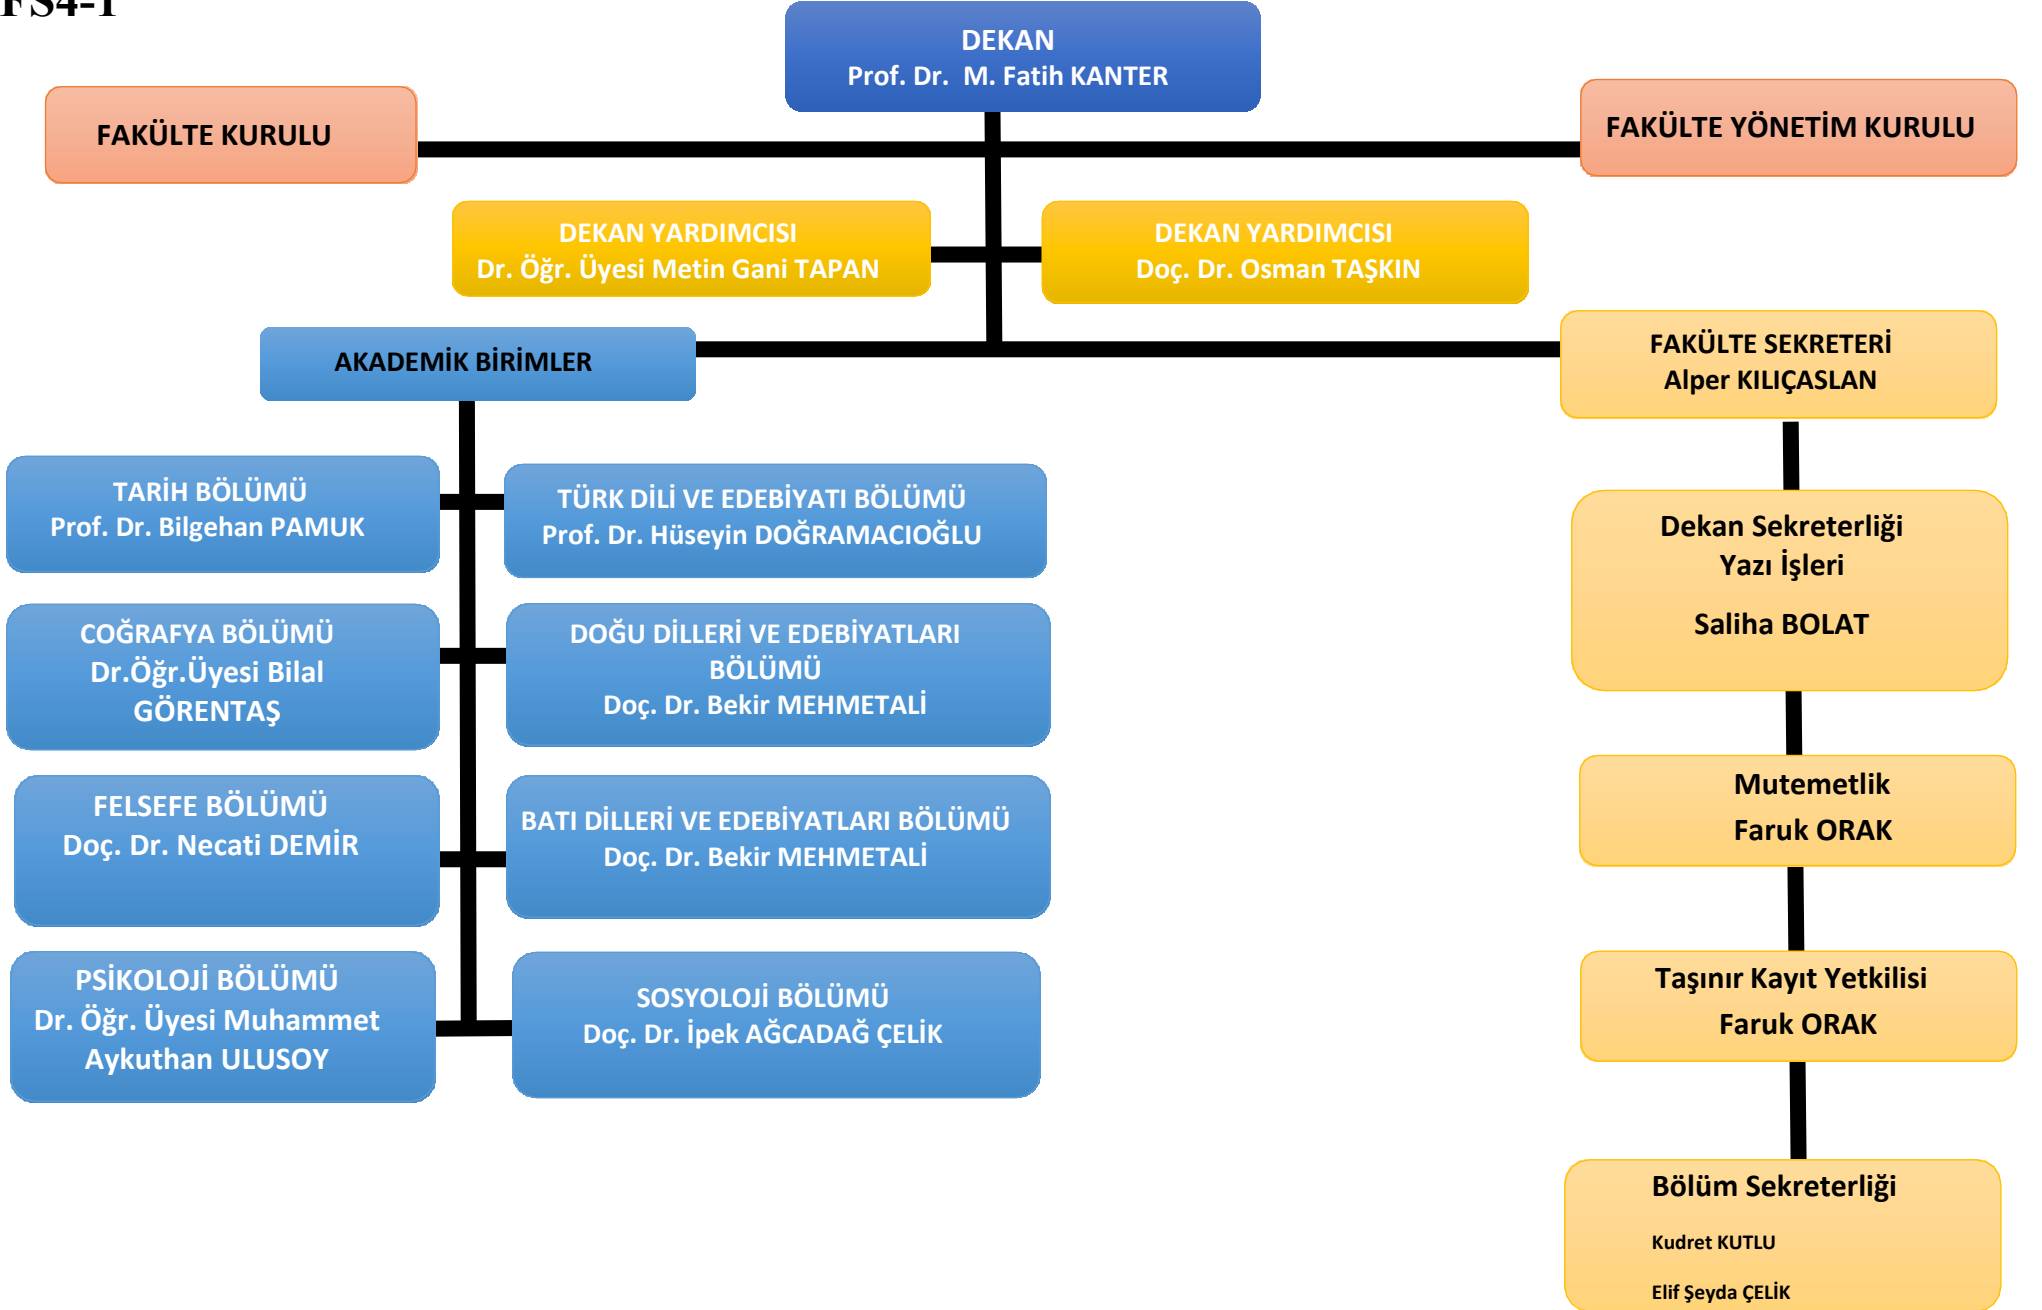 FS4-1
DEKAN
Prof. Dr. M. Fatih KANTER
FAKÜLTE KURULU
FAKÜLTE YÖNETİM KURULU
DEKAN YARDIMCISI
Dr. Öğr. Üyesi Metin Gani TAPAN
DEKAN YARDIMCISI
Doç. Dr. Osman TAŞKIN
AKADEMİK BİRİMLER
FAKÜLTE SEKRETERİ
Alper KILIÇASLAN
TARİH BÖLÜMÜ
Prof. Dr. Bilgehan PAMUK
TÜRK DİLİ VE EDEBİYATI BÖLÜMÜ
Prof. Dr. Hüseyin DOĞRAMACIOĞLU
COĞRAFYA BÖLÜMÜ
Dr.Öğr.Üyesi Bilal
GÖRENTAŞ
DOĞU DİLLERİ VE EDEBİYATLARI
BÖLÜMÜ
Doç. Dr. Bekir MEHMETALİ
FELSEFE BÖLÜMÜ
Doç. Dr. Necati DEMİR
BATI DİLLERİ VE EDEBİYATLARI BÖLÜMÜ
Doç. Dr. Bekir MEHMETALİ
PSİKOLOJİ BÖLÜMÜ
Dr. Öğr. Üyesi Muhammet
Aykuthan ULUSOY
SOSYOLOJİ BÖLÜMÜ
Doç. Dr. İpek AĞCADAĞ ÇELİK
Dekan Sekreterliği
Yazı İşleri
Saliha BOLAT
Mutemetlik
Faruk ORAK
Taşınır Kayıt Yetkilisi
Faruk ORAK
Bölüm Sekreterliği
Kudret KUTLU
Elif Şeyda ÇELİK